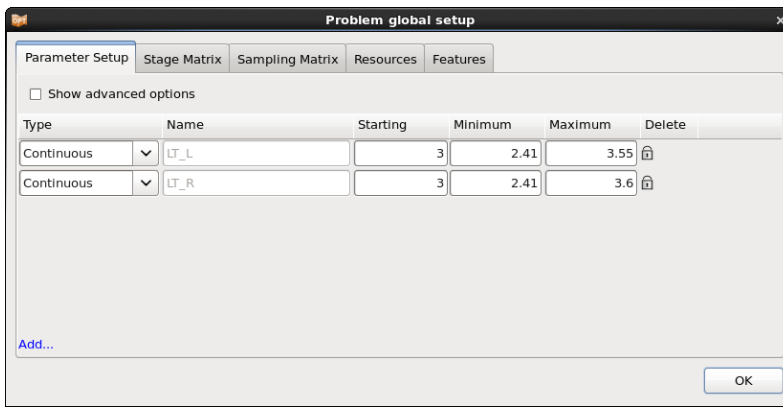 Problem global setup
Parameter Setup Stage Matrix Sampling Matrix Resources Features
Show advanced options
Type Name Starting Minimum Maximum Delete
Continuous LT_L 3 2.41 3.55
Continuous LT_R 3 2.41 3.6
Add...
OK